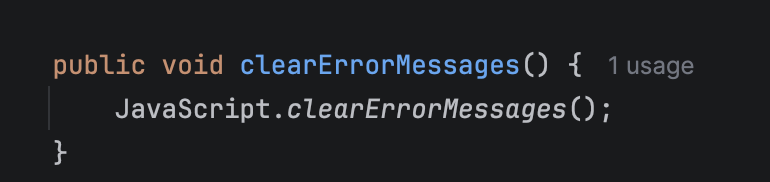 public void clearErrorMessages() { 1 usage
    JavaScript.clearErrorMessages();
}